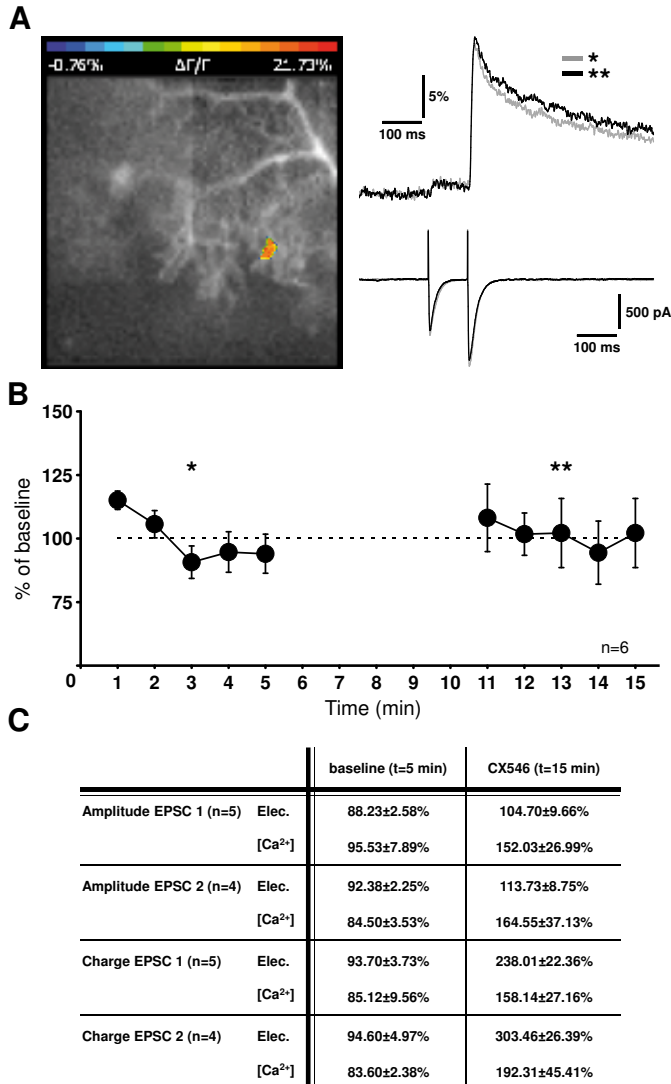 A
-0.76%
ΔF/F
21.73%
*
**
5%
100 ms
500 pA
100 ms
B
150
125
100
75
0
% of baseline
*
**
n=6
1 2 3 4 5 6 7 8 9 10 11 12 13 14 15
Time (min)
C
baseline (t=5 min) CX546 (t=15 min)
Amplitude EPSC 1 (n=5) Elec. 88.23±2.58% 104.70±9.66%
[Ca²⁺] 95.53±7.89% 152.03±26.99%
Amplitude EPSC 2 (n=4) Elec. 92.38±2.25% 113.73±8.75%
[Ca²⁺] 84.50±3.53% 164.55±37.13%
Charge EPSC 1 (n=5) Elec. 93.70±3.73% 238.01±22.36%
[Ca²⁺] 85.12±9.56% 158.14±27.16%
Charge EPSC 2 (n=4) Elec. 94.60±4.97% 303.46±26.39%
[Ca²⁺] 83.60±2.38% 192.31±45.41%